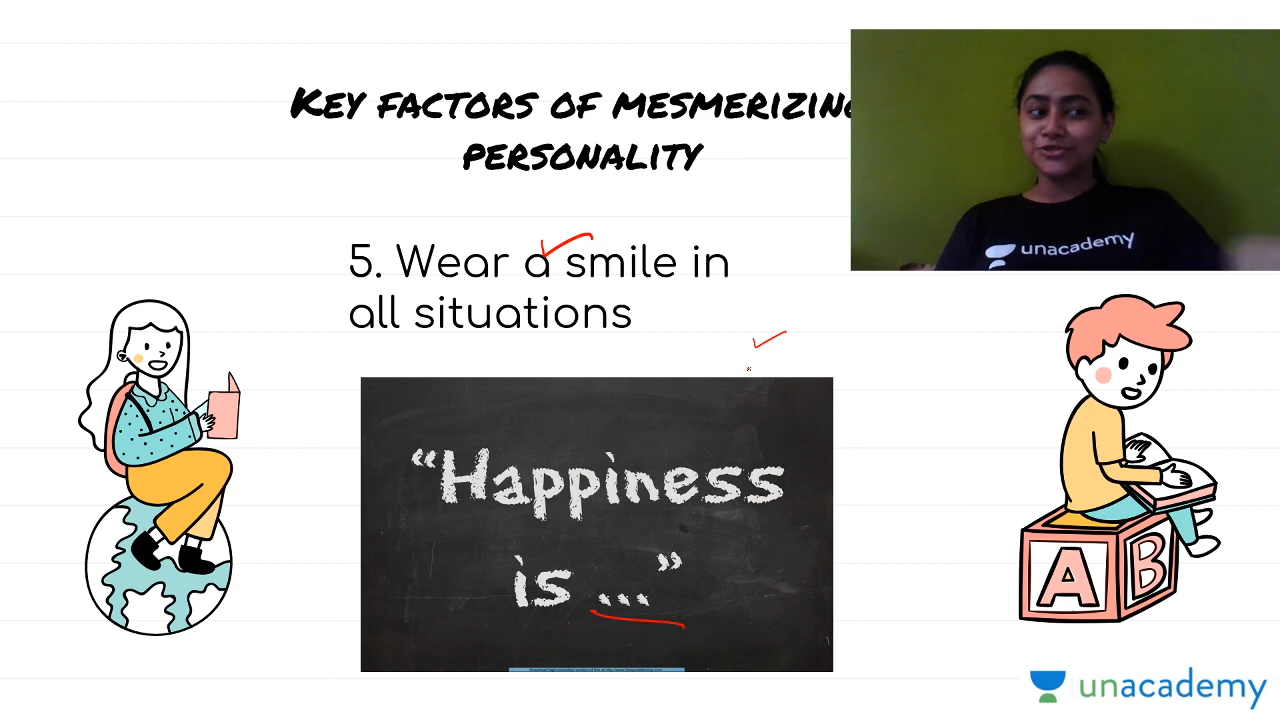 KEY FACTORS OF MESMERIZING
PERSONALITY
unacademy
5. Wear a smile in
all situations
"Happiness
is ..."
A B
unacademy